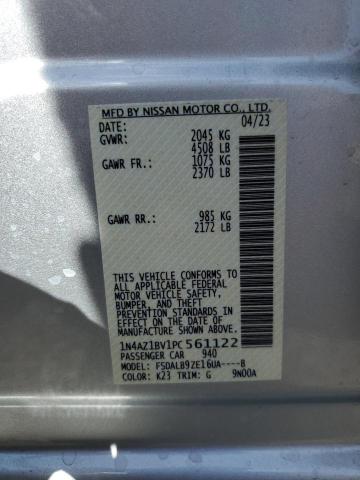 MFD BY NISSAN MOTOR CO., LTD.
DATE: 04/23
GVWR: 2045 KG
4508 LB
GAWR FR.: 1075 KG
2370 LB
GAWR RR.: 985 KG
2172 LB
THIS VEHICLE CONFORMS TO
ALL APPLICABLE FEDERAL
MOTOR VEHICLE SAFETY,
BUMPER, AND THEFT
PREVENTION STANDARDS IN
EFFECT ON THE DATE OF
MANUFACTURE SHOWN ABOVE.
1N4AZ1BV1PC561122
PASSENGER CAR 940
MODEL: FSDALB9ZE16UA----B
COLOR: K23 TRIM: G 9N00A